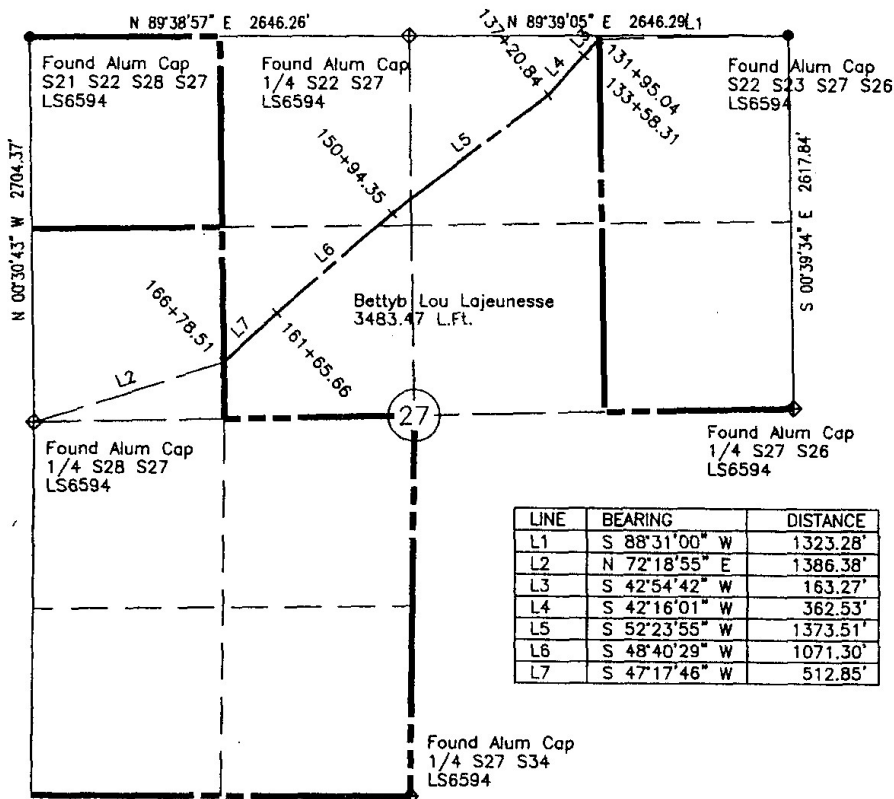 N 89°38'57" E 2646.26'
N 89°39'05" E 2646.29'
L1
Found Alum Cap
S21 S22 S28 S27
LS6594
Found Alum Cap
1/4 S22 S27
LS6594
137+20.84
L4
L3
131+95.04
133+58.31
Found Alum Cap
S22 S23 S27 S26
LS6594
N 00°30'43" W 2704.37'
S 00°39'34" E 2617.84'
150+94.35
L5
L6
Bettyb Lou Lajeunesse
3483.47 L.Ft.
166+78.51
L7
161+65.66
L2
27
Found Alum Cap
1/4 S28 S27
LS6594
Found Alum Cap
1/4 S27 S26
LS6594
LINE BEARING DISTANCE
L1 S 88°31'00" W 1323.28'
L2 N 72°18'55" E 1386.38'
L3 S 42°54'42" W 163.27'
L4 S 42°16'01" W 362.53'
L5 S 52°23'55" W 1373.51'
L6 S 48°40'29" W 1071.30'
L7 S 47°17'46" W 512.85'
Found Alum Cap
1/4 S27 S34
LS6594